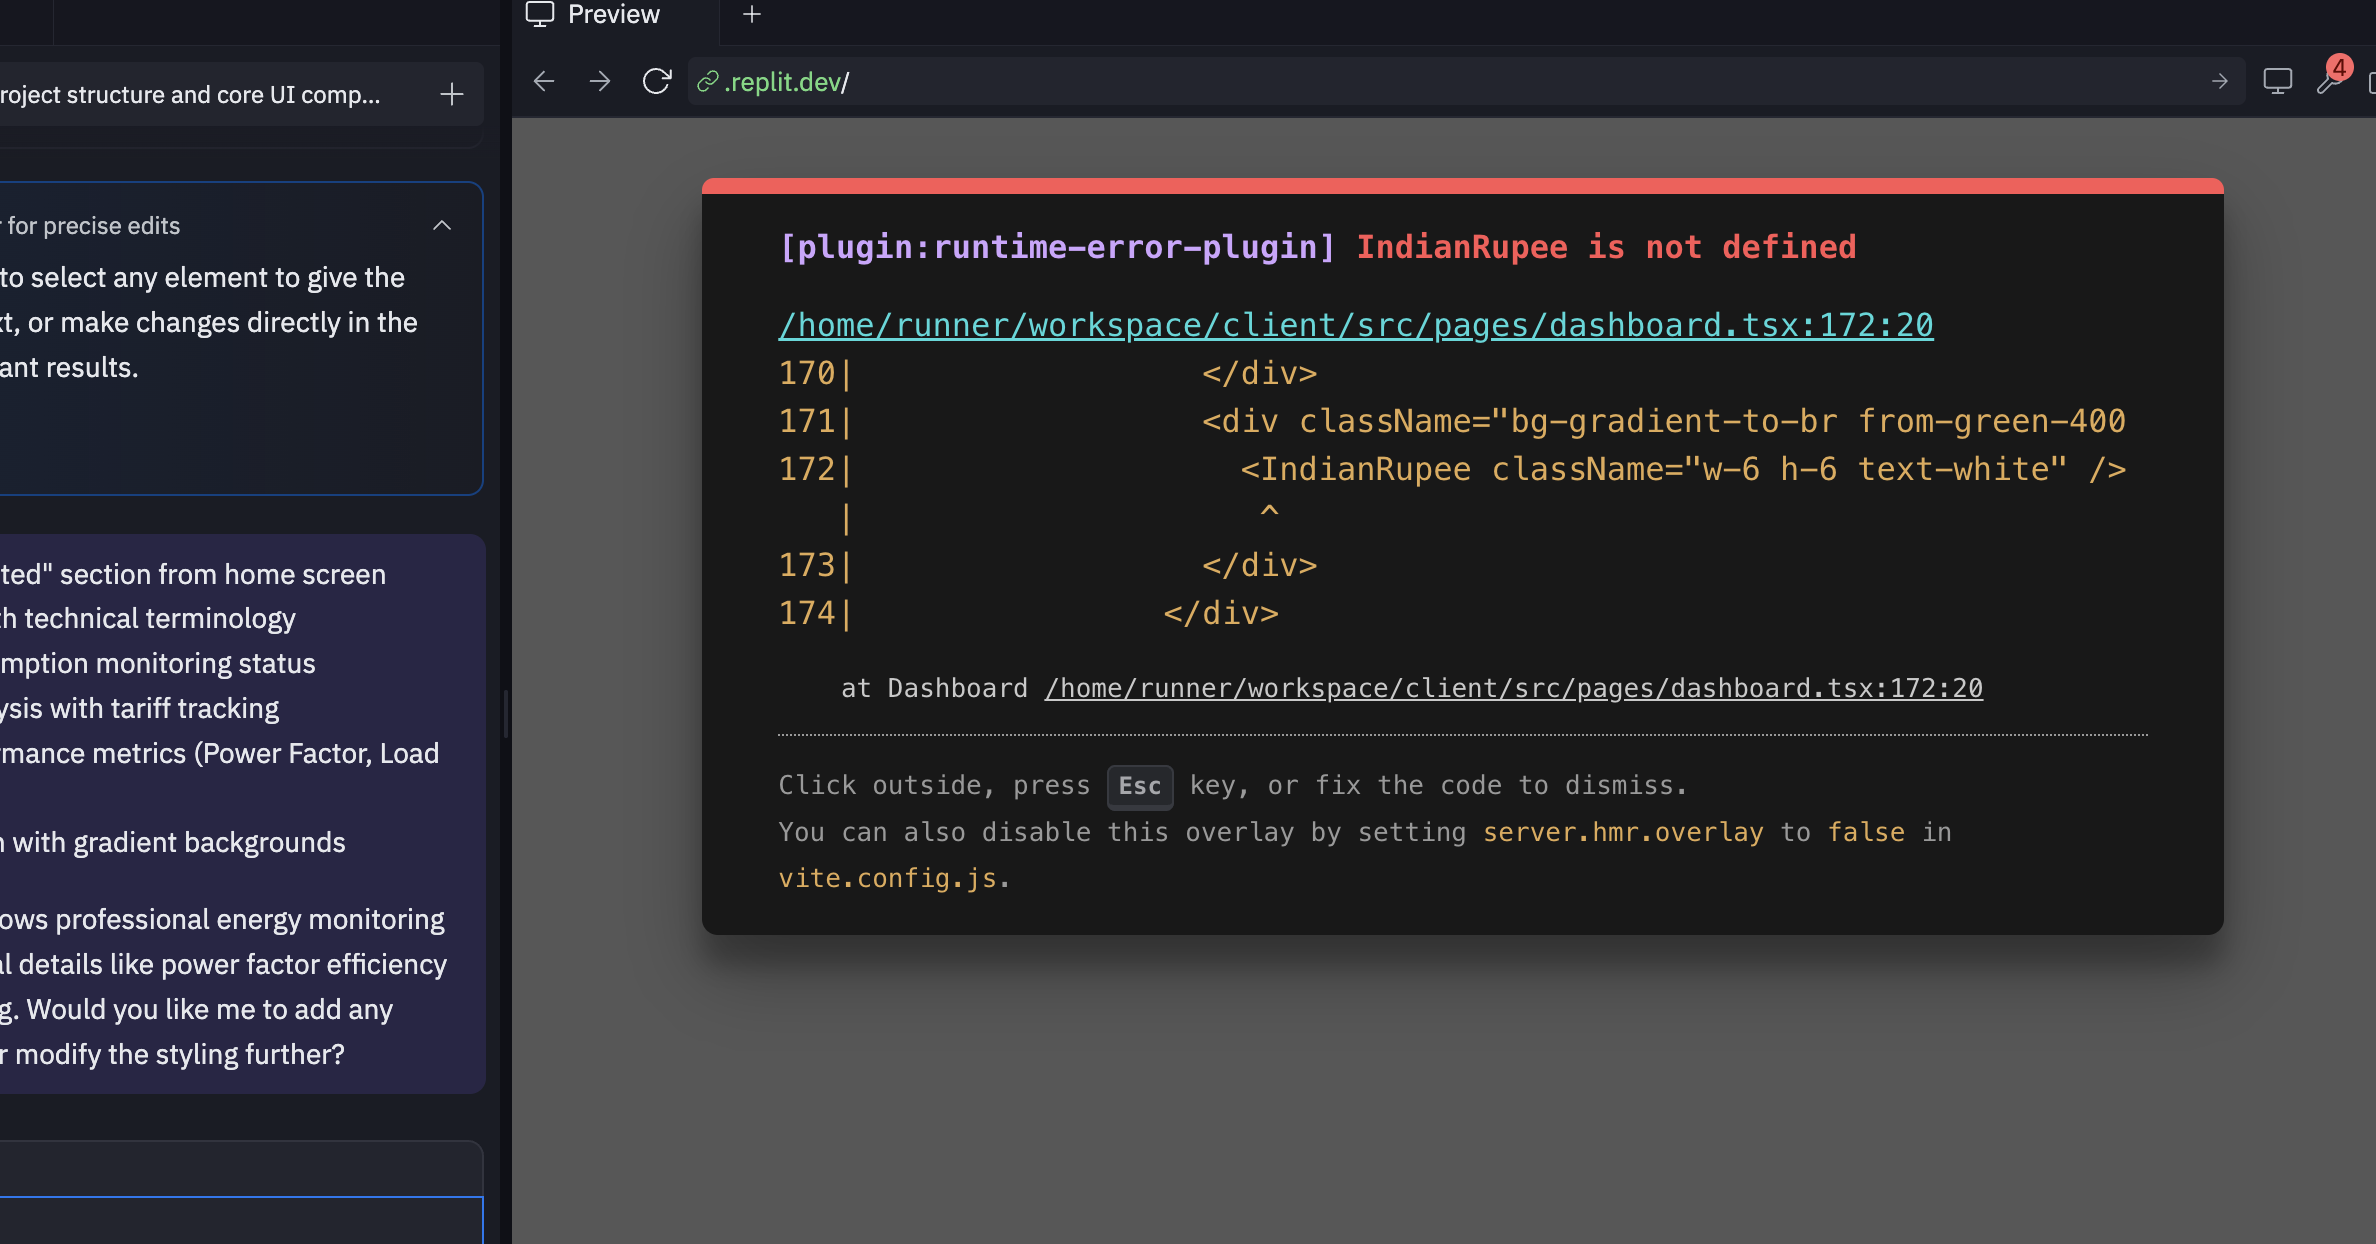 Preview
roject structure and core UI comp...
.replit.dev/
4
for precise edits
to select any element to give the
t, or make changes directly in the
ant results.
ted" section from home screen
th technical terminology
mption monitoring status
ysis with tariff tracking
rmance metrics (Power Factor, Load
with gradient backgrounds
ows professional energy monitoring
al details like power factor efficiency
g. Would you like me to add any
r modify the styling further?
[plugin:runtime-error-plugin] IndianRupee is not defined
/home/runner/workspace/client/src/pages/dashboard.tsx:172:20
170|                  </div>
171|                  <div className="bg-gradient-to-br from-green-400
172|                    <IndianRupee className="w-6 h-6 text-white" />
   |                     ^
173|                  </div>
174|                </div>
at Dashboard /home/runner/workspace/client/src/pages/dashboard.tsx:172:20
Click outside, press Esc key, or fix the code to dismiss.
You can also disable this overlay by setting server.hmr.overlay to false in
vite.config.js.